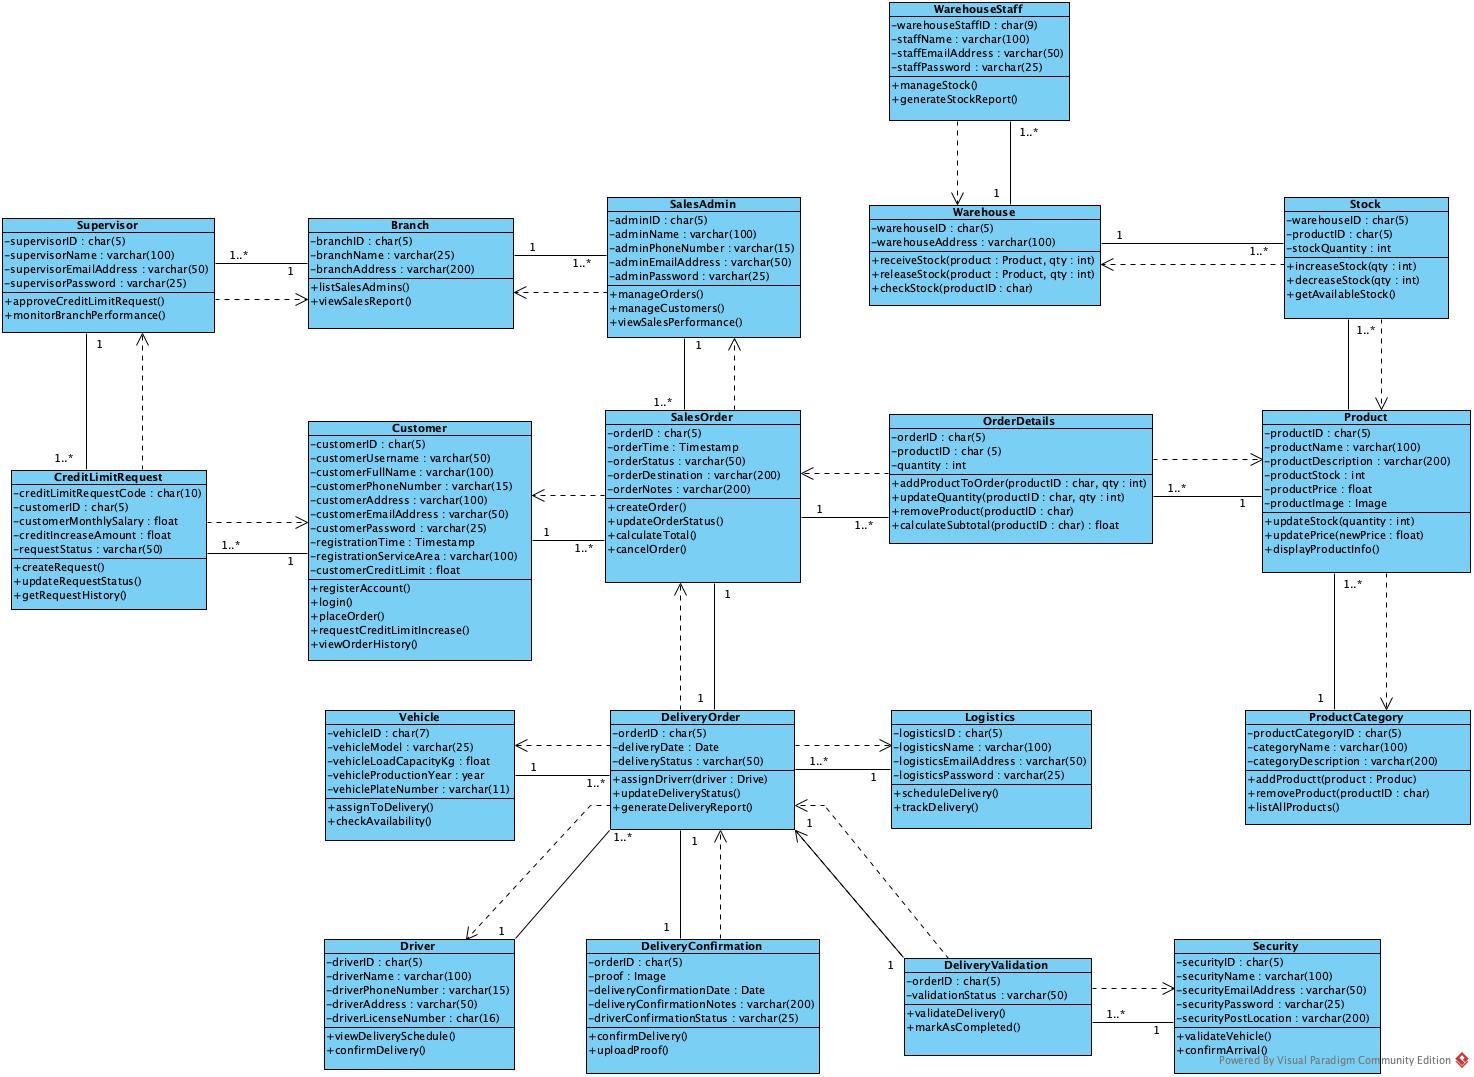 WarehouseStaff
-warehouseStaffID : char(9)
-staffName : varchar(100)
-staffEmailAddress : varchar(50)
-staffPassword : varchar(25)
+manageStock()
+generateStockReport()
1..*
1
Supervisor
-supervisorID : char(5)
-supervisorName : varchar(100)
-supervisorEmailAddress : varchar(50)
-supervisorPassword : varchar(25)
+approveCreditLimitRequest()
+monitorBranchPerformance()
1..*
1
Branch
-branchID : char(5)
-branchName : varchar(25)
-branchAddress : varchar(200)
+listSalesAdmins()
+viewSalesReport()
1
1..*
SalesAdmin
-adminID : char(5)
-adminName : varchar(100)
-adminPhoneNumber : varchar(15)
-adminEmailAddress : varchar(50)
-adminPassword : varchar(25)
+manageOrders()
+manageCustomers()
+viewSalesPerformance()
Warehouse
-warehouseID : char(5)
-warehouseAddress : varchar(100)
+receiveStock(product : Product, qty : int)
+releaseStock(product : Product, qty : int)
+checkStock(productID : char)
1
1..*
Stock
-warehouseID : char(5)
-productID : char(5)
-stockQuantity : int
+increaseStock(qty : int)
+decreaseStock(qty : int)
+getAvailableStock()
1
1..*
1
1..*
1..*
CreditLimitRequest
-creditLimitRequestCode : char(10)
-customerID : char(5)
-customerMonthlySalary : float
-creditIncreaseAmount : float
-requestStatus : varchar(50)
+createRequest()
+updateRequestStatus()
+getRequestHistory()
1..*
1
Customer
-customerID : char(5)
-customerUsername : varchar(50)
-customerFullName : varchar(100)
-customerPhoneNumber : varchar(15)
-customerAddress : varchar(100)
-customerEmailAddress : varchar(50)
-customerPassword : varchar(25)
-registrationTime : Timestamp
-registrationServiceArea : varchar(100)
-customerCreditLimit : float
+registerAccount()
+login()
+placeOrder()
+requestCreditLimitIncrease()
+viewOrderHistory()
1
1..*
SalesOrder
-orderID : char(5)
-orderTime : Timestamp
-orderStatus : varchar(50)
-orderDestination : varchar(200)
-orderNotes : varchar(200)
+createOrder()
+updateOrderStatus()
+calculateTotal()
+cancelOrder()
1
1..*
OrderDetails
-orderID : char(5)
-productID : char (5)
-quantity : int
+addProductToOrder(productID : char, qty : int)
+updateQuantity(productID : char, qty : int)
+removeProduct(productID : char)
+calculateSubtotal(productID : char) : float
1..*
1
Product
-productID : char(5)
-productName : varchar(100)
-productDescription : varchar(200)
-productStock : int
-productPrice : float
-productImage : Image
+updateStock(quantity : int)
+updatePrice(newPrice : float)
+displayProductInfo()
1
1
1..*
1
Vehicle
-vehicleID : char(7)
-vehicleModel : varchar(25)
-vehicleLoadCapacityKg : float
-vehicleProductionYear : year
-vehiclePlateNumber : varchar(11)
+assignToDelivery()
+checkAvailability()
1
1..*
DeliveryOrder
-orderID : char(5)
-deliveryDate : Date
-deliveryStatus : varchar(50)
+assignDriverr(driver : Drive)
+updateDeliveryStatus()
+generateDeliveryReport()
1..*
1
Logistics
-logisticsID : char(5)
-logisticsName : varchar(100)
-logisticsEmailAddress : varchar(50)
-logisticsPassword : varchar(25)
+scheduleDelivery()
+trackDelivery()
ProductCategory
-productCategoryID : char(5)
-categoryName : varchar(100)
-categoryDescription : varchar(200)
+addProductt(product : Produc)
+removeProduct(productID : char)
+listAllProducts()
1..*
1
1
1
1
1
Driver
-driverID : char(5)
-driverName : varchar(100)
-driverPhoneNumber : varchar(15)
-driverAddress : varchar(50)
-driverLicenseNumber : char(16)
+viewDeliverySchedule()
+confirmDelivery()
DeliveryConfirmation
-orderID : char(5)
-proof : Image
-deliveryConfirmationDate : Date
-deliveryConfirmationNotes : varchar(200)
-driverConfirmationStatus : varchar(25)
+confirmDelivery()
+uploadProof()
DeliveryValidation
-orderID : char(5)
-validationStatus : varchar(50)
+validateDelivery()
+markAsCompleted()
1..*
1
Security
-securityID : char(5)
-securityName : varchar(100)
-securityEmailAddress : varchar(50)
-securityPassword : varchar(25)
-securityPostLocation : varchar(200)
+validateVehicle()
+confirmArrival()
Powered By Visual Paradigm Community Edition